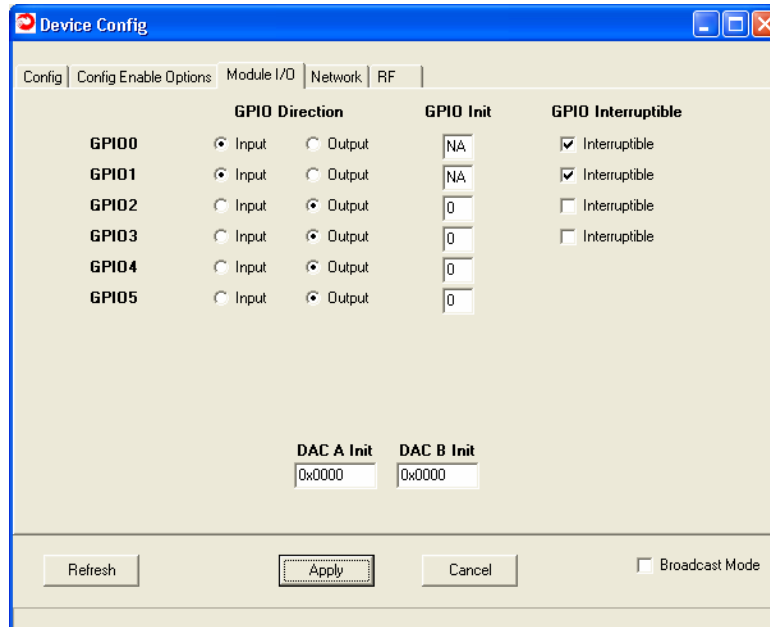 Device Config
Config Config Enable Options Module I/O Network RF
GPIO Direction GPIO Init GPIO Interruptible
GPIO0 Input Output NA Interruptible
GPIO1 Input Output NA Interruptible
GPIO2 Input Output 0 Interruptible
GPIO3 Input Output 0 Interruptible
GPIO4 Input Output 0
GPIO5 Input Output 0
DAC A Init DAC B Init
0x0000 0x0000
Refresh Apply Cancel Broadcast Mode